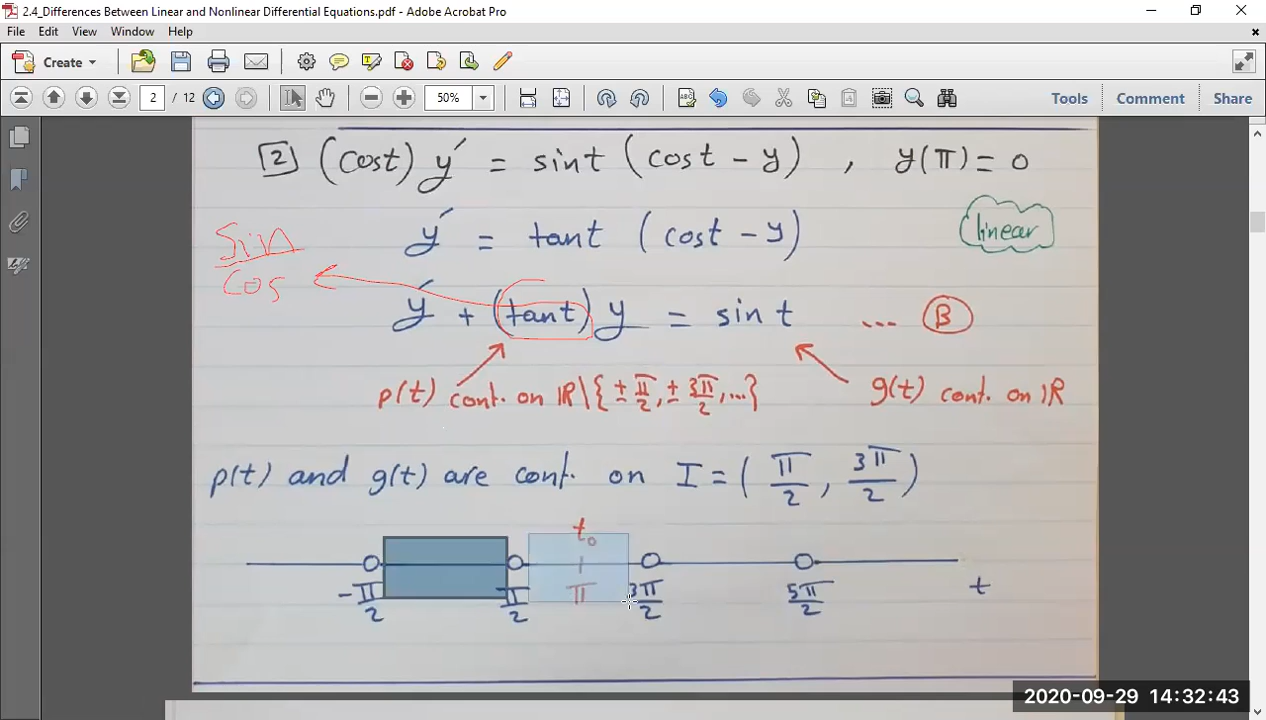 2.4_Differences Between Linear and Nonlinear Differential Equations.pdf - Adobe Acrobat Pro
File Edit View Window Help
Create
2 / 12 50% Tools Comment Share
2 (cost) y′ = sint (cost - y) , y(π) = 0
y′ = tant (cost - y) linear
sin
cos
y′ + (tant) y = sin t ... B
p(t) cont. on IR\{±π/2, ±3π/2, ...} g(t) cont. on IR
p(t) and g(t) are cont. on I = (π/2, 3π/2)
t₀
-π/2 π/2 π 3π/2 5π/2 t
2020-09-29 14:32:43